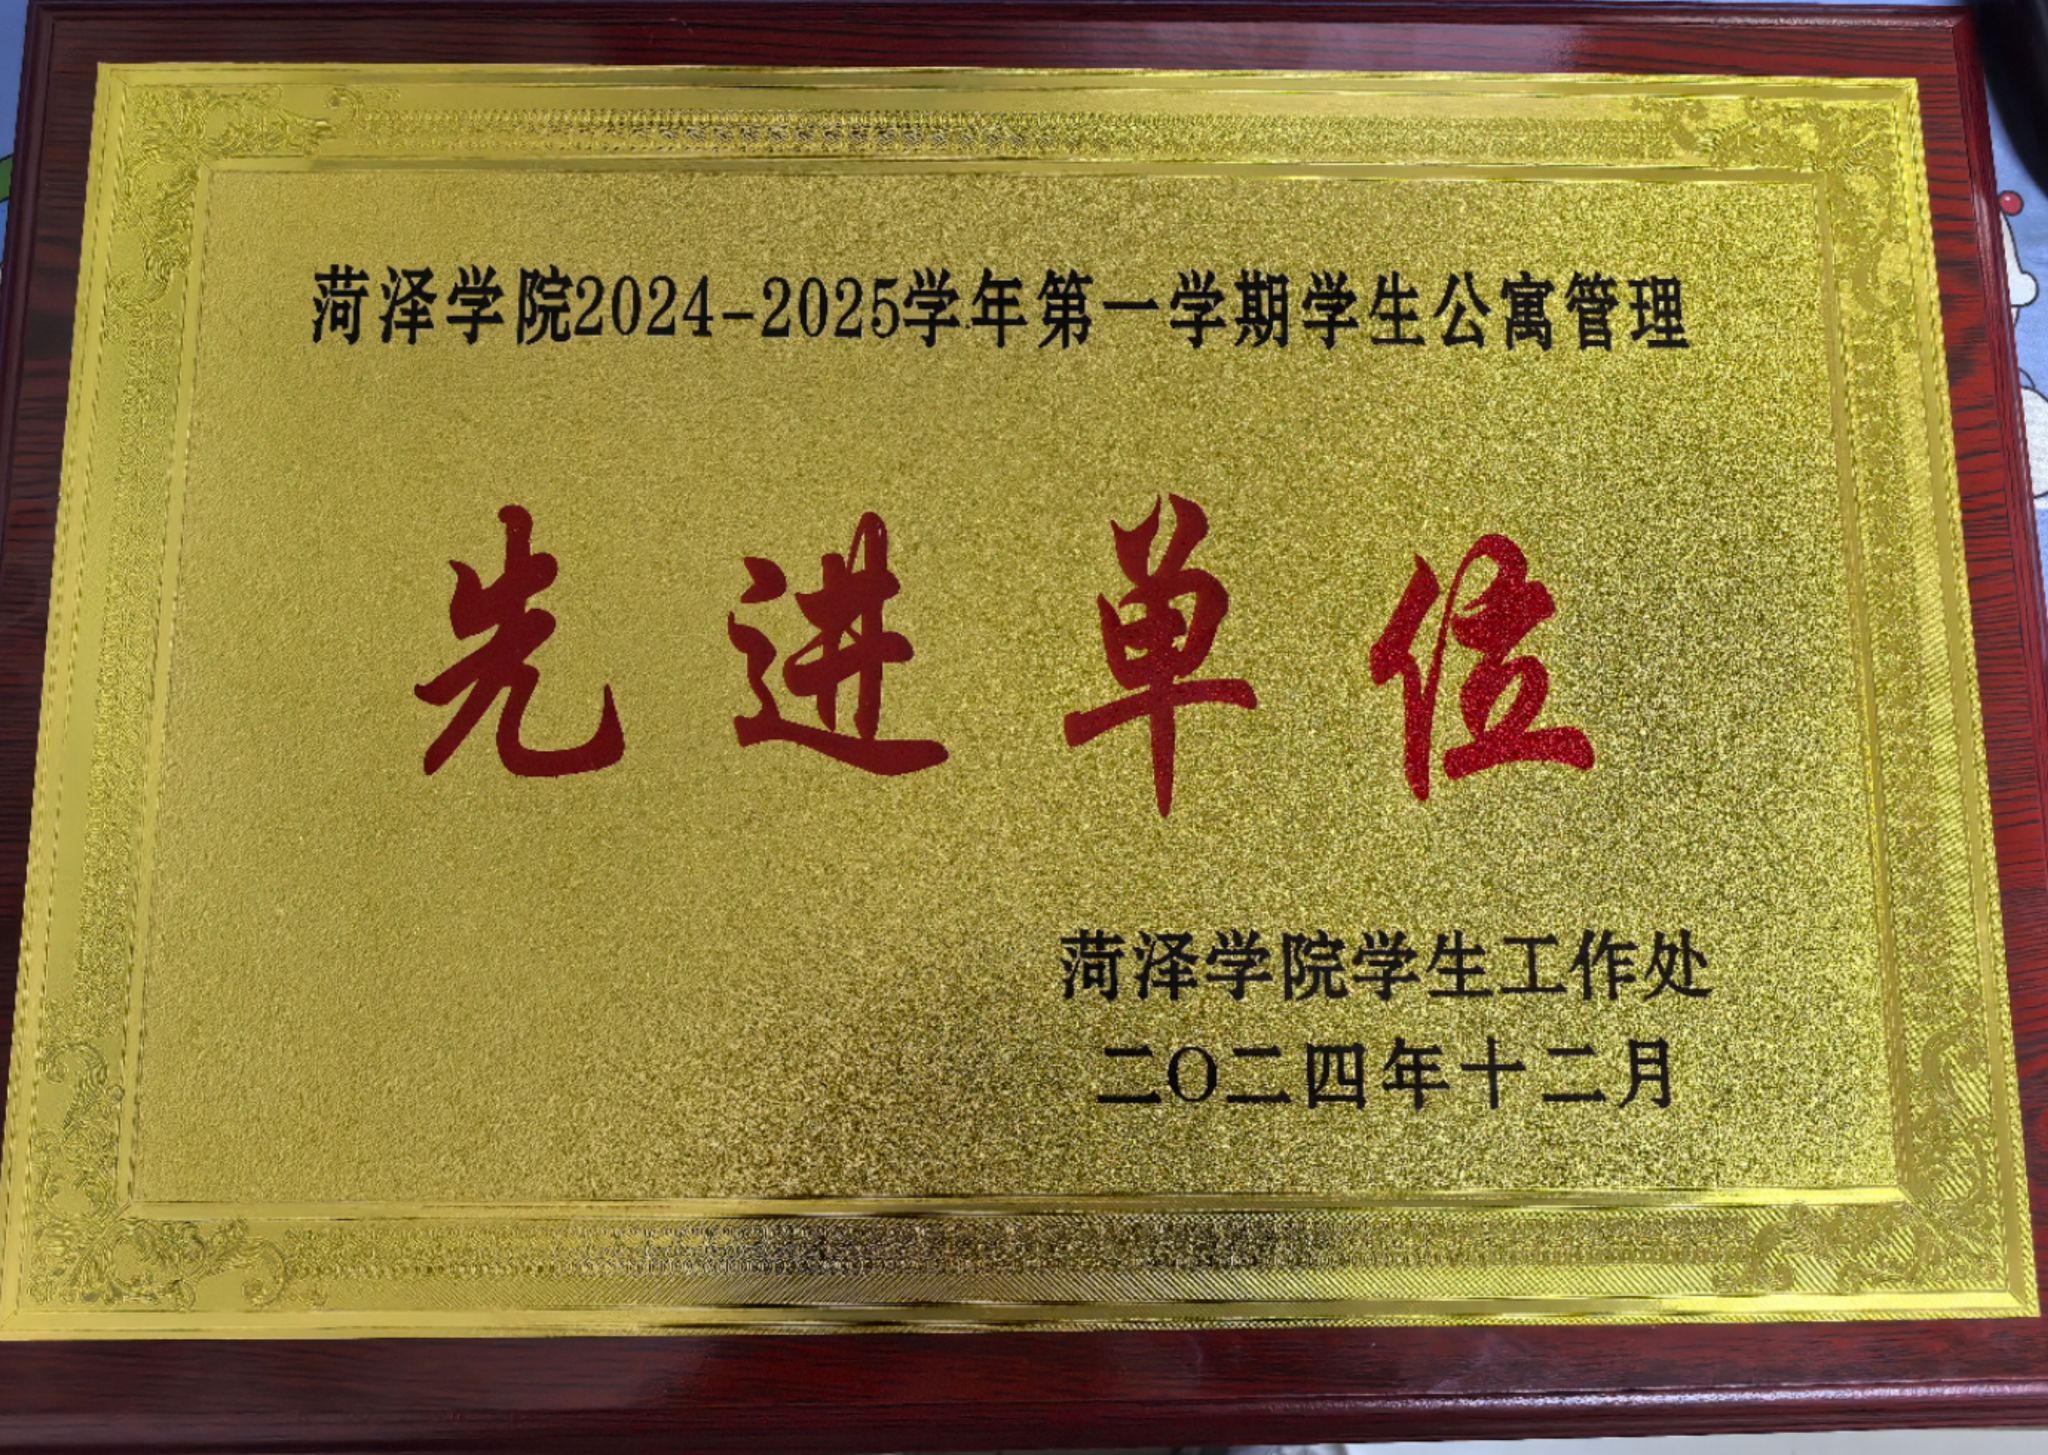 菏泽学院2024-2025学年第一学期学生公寓管理
先进单位
菏泽学院学生工作处
二〇二四年十二月